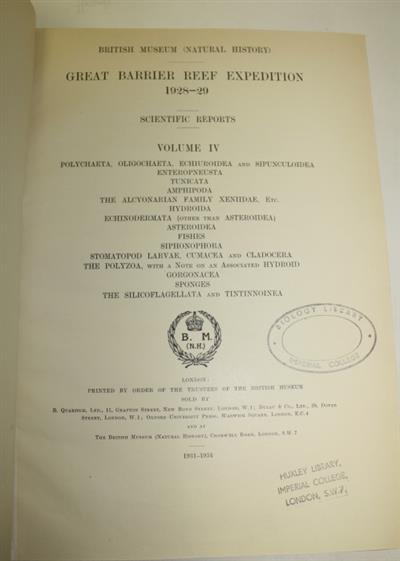 BRITISH MUSEUM (NATURAL HISTORY)
GREAT BARRIER REEF EXPEDITION
1928–29
SCIENTIFIC REPORTS
VOLUME IV
POLYCHAETA, OLIGOCHAETA, ECHIUROIDEA AND SIPUNCULOIDEA
ENTEROPNEUSTA
TUNICATA
AMPHIPODA
THE ALCYONARIAN FAMILY XENIIDAE, ETC.
HYDROIDA
ECHINODERMATA (OTHER THAN ASTEROIDEA)
ASTEROIDEA
FISHES
SIPHONOPHORA
STOMATOPOD LARVAE, CUMACEA AND CLADOCERA
THE POLYZOA, WITH A NOTE ON AN ASSOCIATED HYDROID
GORGONACEA
SPONGES
THE SILICOFLAGELLATA AND TINTINNOINEA
BIOLOGY LIBRARY
IMPERIAL COLLEGE
B. M.
(N.H.)
LONDON:
PRINTED BY ORDER OF THE TRUSTEES OF THE BRITISH MUSEUM
SOLD BY
B. QUARITCH, LTD., 11, GRAFTON STREET, NEW BOND STREET, LONDON, W.1; DULAU & CO., LTD., 29, DOVER
STREET, LONDON, W.1; OXFORD UNIVERSITY PRESS, WARWICK SQUARE, LONDON, E.C.4
AND AT
THE BRITISH MUSEUM (NATURAL HISTORY), CROMWELL ROAD, LONDON, S.W.7
1931–1934
HUXLEY LIBRARY,
IMPERIAL COLLEGE,
LONDON, S.W.7.